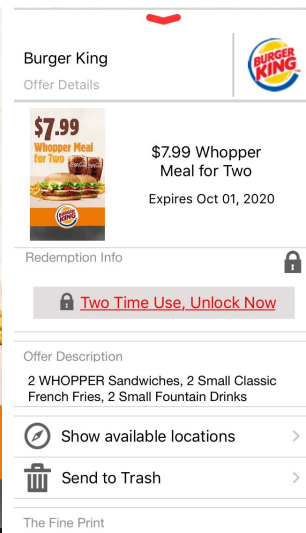 Burger King
Offer Details
BURGER
KING
$7.99
Whopper Meal
for Two
$7.99 Whopper
Meal for Two
Expires Oct 01, 2020
Redemption Info
Two Time Use, Unlock Now
Offer Description
2 WHOPPER Sandwiches, 2 Small Classic
French Fries, 2 Small Fountain Drinks
Show available locations
Send to Trash
The Fine Print